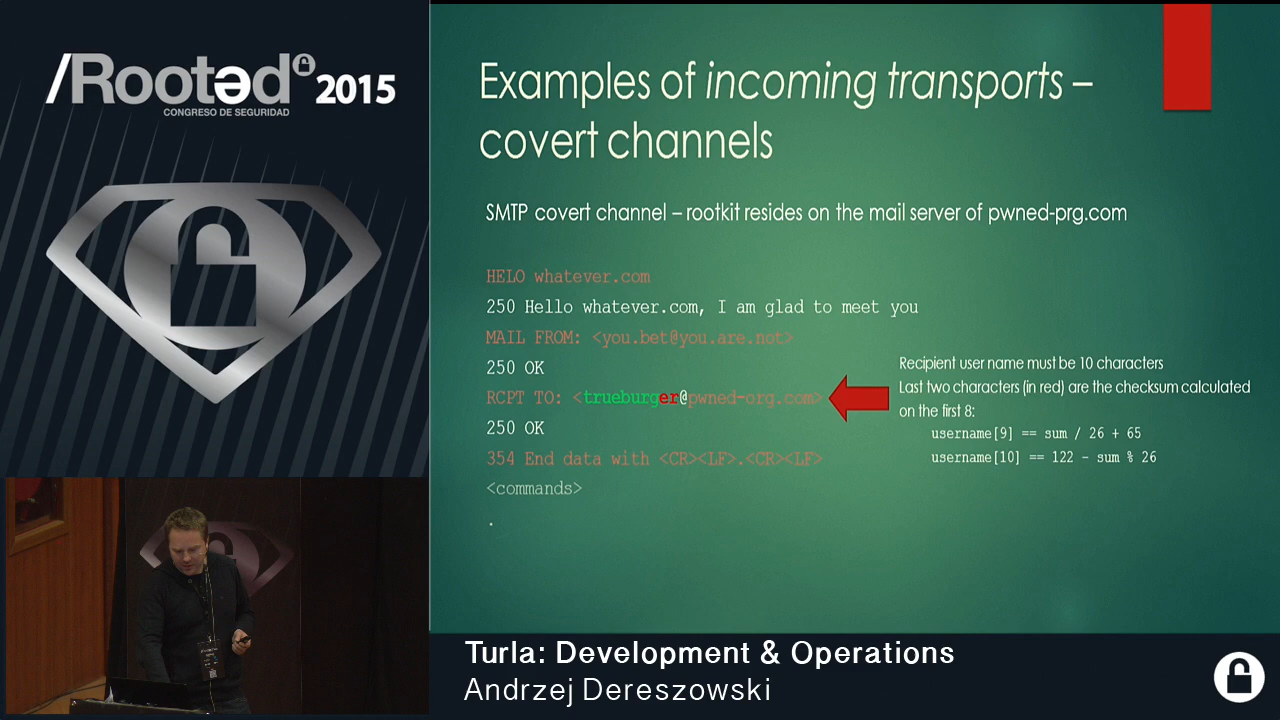 /Rootəd 2015
CONGRESO DE SEGURIDAD
Examples of incoming transports –
covert channels
SMTP covert channel – rootkit resides on the mail server of pwned-prg.com
HELO whatever.com
250 Hello whatever.com, I am glad to meet you
MAIL FROM: <you.bet@you.are.not>
250 OK
RCPT TO: <trueburger@pwned-org.com>
250 OK
354 End data with <CR><LF>.<CR><LF>
<commands>
.
Recipient user name must be 10 characters
Last two characters (in red) are the checksum calculated
on the first 8:
username[9] == sum / 26 + 65
username[10] == 122 - sum % 26
Turla: Development & Operations
Andrzej Dereszowski